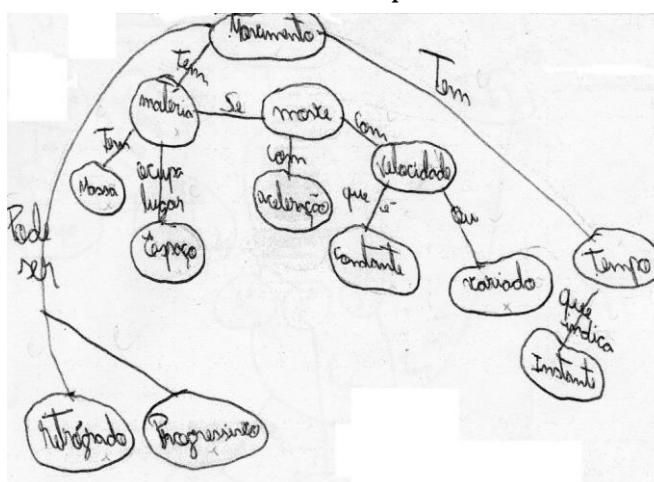 Movimento
Tem
Tem
matéria
Se
move
com
Velocidade
Tem
Massa
ocupa
lugar
Espaço
com
aceleração
que
é
Constante
ou
variado
Tempo
que
indica
Instante
Pode
ser
retrógrado
Progressivo